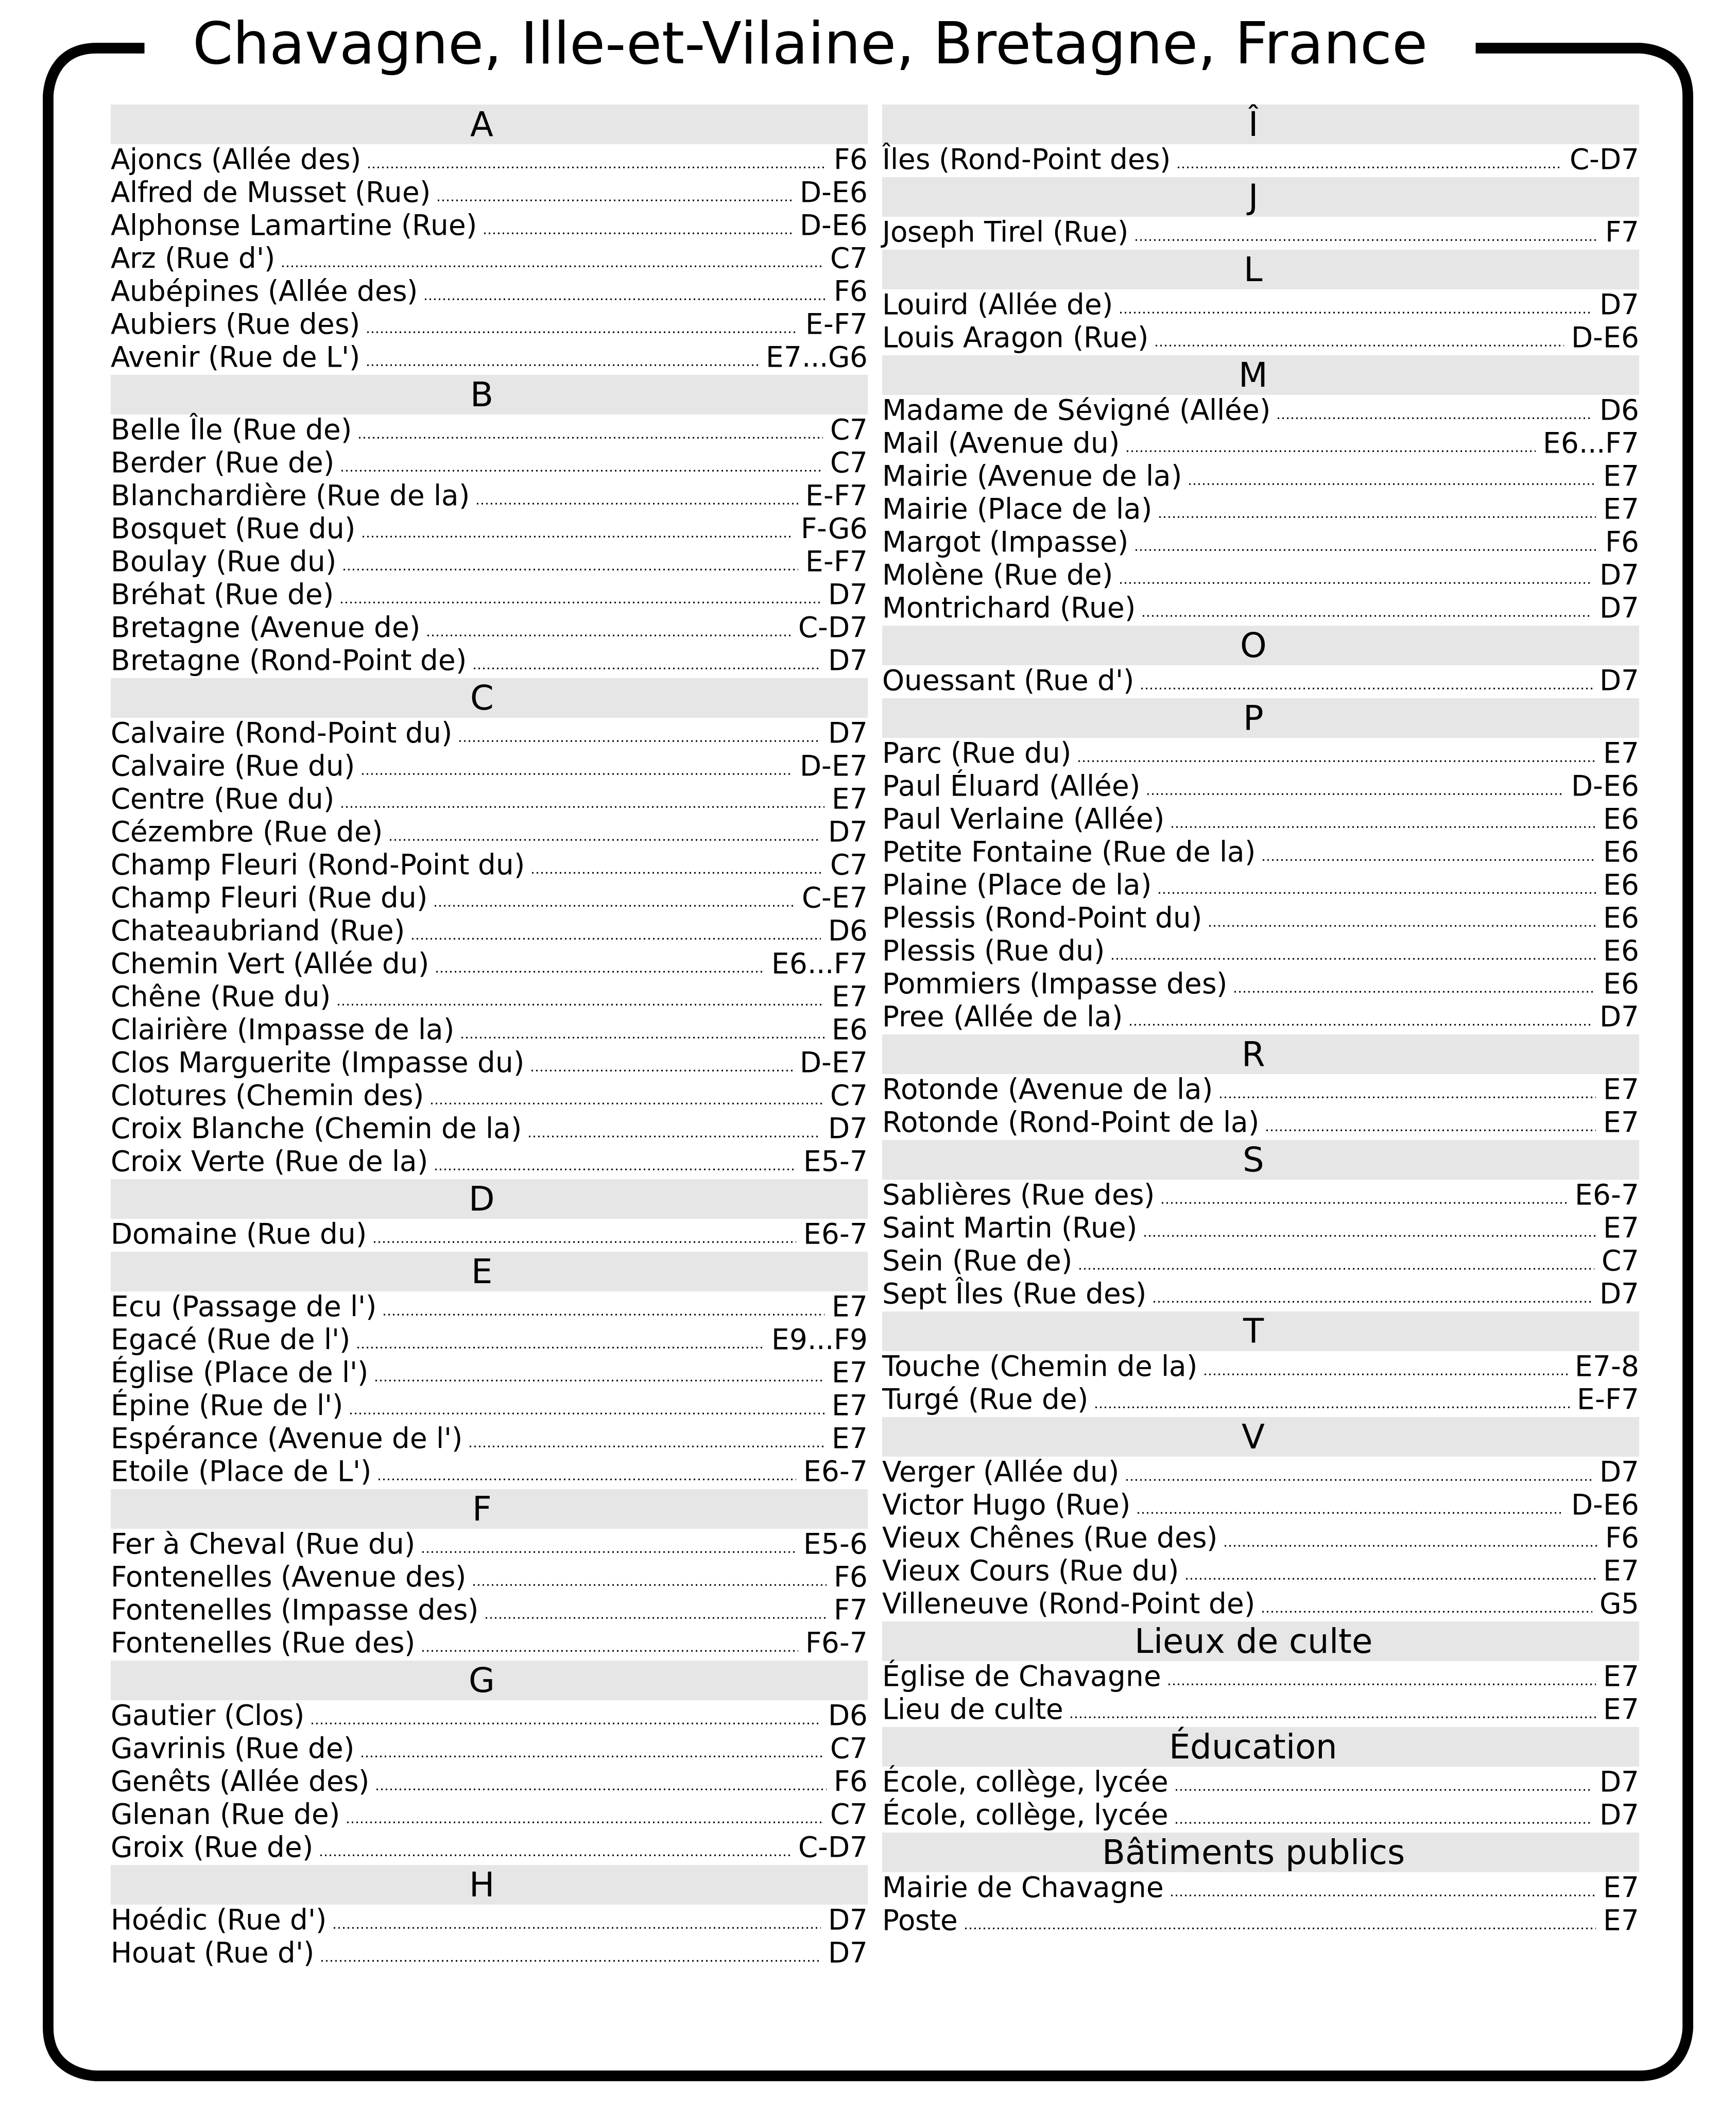 Chavagne, Ille-et-Vilaine, Bretagne, France
A
Ajoncs (Allée des) F6
Alfred de Musset (Rue) D-E6
Alphonse Lamartine (Rue) D-E6
Arz (Rue d') C7
Aubépines (Allée des) F6
Aubiers (Rue des) E-F7
Avenir (Rue de L') E7...G6
B
Belle Île (Rue de) C7
Berder (Rue de) C7
Blanchardière (Rue de la) E-F7
Bosquet (Rue du) F-G6
Boulay (Rue du) E-F7
Bréhat (Rue de) D7
Bretagne (Avenue de) C-D7
Bretagne (Rond-Point de) D7
C
Calvaire (Rond-Point du) D7
Calvaire (Rue du) D-E7
Centre (Rue du) E7
Cézembre (Rue de) D7
Champ Fleuri (Rond-Point du) C7
Champ Fleuri (Rue du) C-E7
Chateaubriand (Rue) D6
Chemin Vert (Allée du) E6...F7
Chêne (Rue du) E7
Clairière (Impasse de la) E6
Clos Marguerite (Impasse du) D-E7
Clotures (Chemin des) C7
Croix Blanche (Chemin de la) D7
Croix Verte (Rue de la) E5-7
D
Domaine (Rue du) E6-7
E
Ecu (Passage de l') E7
Egacé (Rue de l') E9...F9
Église (Place de l') E7
Épine (Rue de l') E7
Espérance (Avenue de l') E7
Etoile (Place de L') E6-7
F
Fer à Cheval (Rue du) E5-6
Fontenelles (Avenue des) F6
Fontenelles (Impasse des) F7
Fontenelles (Rue des) F6-7
G
Gautier (Clos) D6
Gavrinis (Rue de) C7
Genêts (Allée des) F6
Glenan (Rue de) C7
Groix (Rue de) C-D7
H
Hoédic (Rue d') D7
Houat (Rue d') D7
Î
Îles (Rond-Point des) C-D7
J
Joseph Tirel (Rue) F7
L
Louird (Allée de) D7
Louis Aragon (Rue) D-E6
M
Madame de Sévigné (Allée) D6
Mail (Avenue du) E6...F7
Mairie (Avenue de la) E7
Mairie (Place de la) E7
Margot (Impasse) F6
Molène (Rue de) D7
Montrichard (Rue) D7
O
Ouessant (Rue d') D7
P
Parc (Rue du) E7
Paul Éluard (Allée) D-E6
Paul Verlaine (Allée) E6
Petite Fontaine (Rue de la) E6
Plaine (Place de la) E6
Plessis (Rond-Point du) E6
Plessis (Rue du) E6
Pommiers (Impasse des) E6
Pree (Allée de la) D7
R
Rotonde (Avenue de la) E7
Rotonde (Rond-Point de la) E7
S
Sablières (Rue des) E6-7
Saint Martin (Rue) E7
Sein (Rue de) C7
Sept Îles (Rue des) D7
T
Touche (Chemin de la) E7-8
Turgé (Rue de) E-F7
V
Verger (Allée du) D7
Victor Hugo (Rue) D-E6
Vieux Chênes (Rue des) F6
Vieux Cours (Rue du) E7
Villeneuve (Rond-Point de) G5
Lieux de culte
Église de Chavagne E7
Lieu de culte E7
Éducation
École, collège, lycée D7
École, collège, lycée D7
Bâtiments publics
Mairie de Chavagne E7
Poste E7